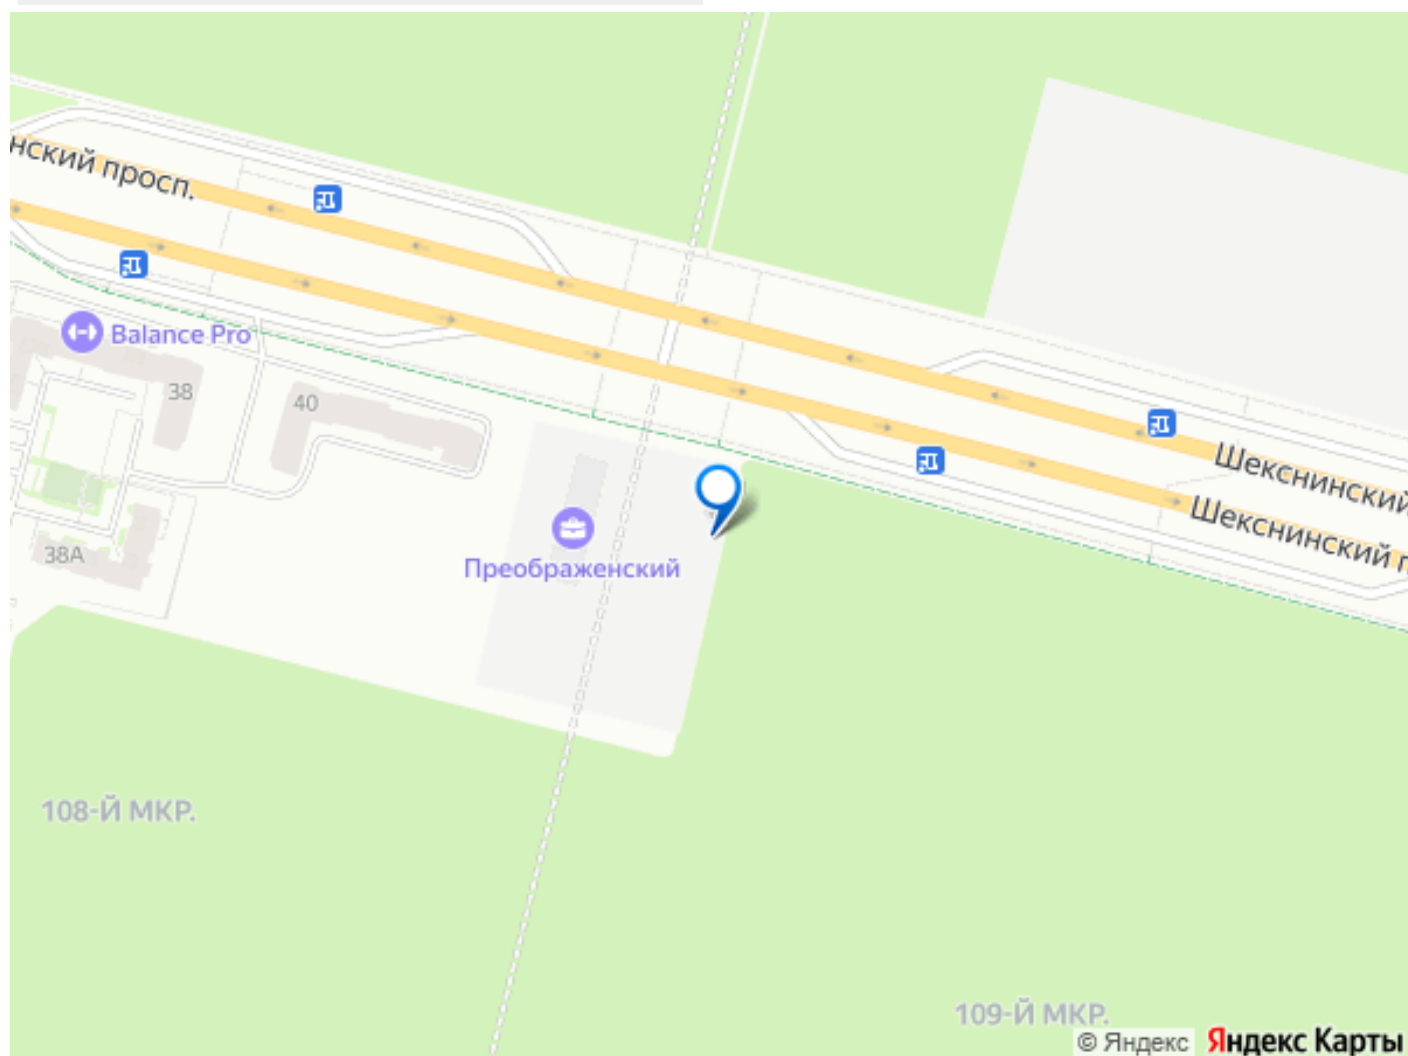 нский просп.
Balance Pro
38
40
Шекснинский
Шекснинский п
38А
Преображенский
108-Й МКР.
109-Й МКР.
© Яндекс Яндекс Карты